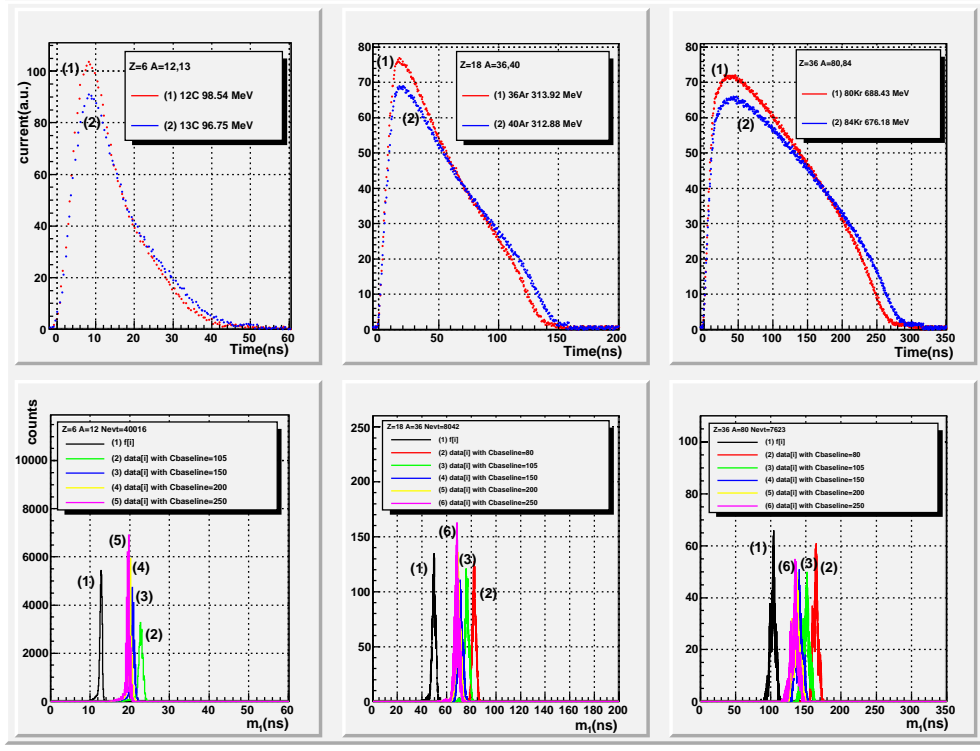 currernt(a.u.)
100
80
60
40
20
0
0 10 20 30 40 50 60
Time(ns)
Z=6 A=12,13
(1) 12C 98.54 MeV
(2) 13C 96.75 MeV
(1)
(2)
80
70
60
50
40
30
20
10
0
0 50 100 150 200
Time(ns)
Z=18 A=36,40
(1) 36Ar 313.92 MeV
(2) 40Ar 312.88 MeV
(1)
(2)
80
70
60
50
40
30
20
10
0
0 50 100 150 200 250 300 350
Time(ns)
Z=36 A=80,84
(1) 80Kr 688.43 MeV
(2) 84Kr 676.18 MeV
(1)
(2)
counts
10000
8000
6000
4000
2000
0
0 10 20 30 40 50 60
m1(ns)
Z=6 A=12 Nevt=40016
(1) f[i]
(2) data[i] with Cbaseline=105
(3) data[i] with Cbaseline=150
(4) data[i] with Cbaseline=200
(5) data[i] with Cbaseline=250
(5)
(4)
(1)
(3)
(2)
250
200
150
100
50
0
0 20 40 60 80 100 120 140 160 180 200
m1(ns)
Z=18 A=36 Nevt=8042
(1) f[i]
(2) data[i] with Cbaseline=80
(3) data[i] with Cbaseline=105
(4) data[i] with Cbaseline=150
(5) data[i] with Cbaseline=200
(6) data[i] with Cbaseline=250
(6)
(1)
(3)
(2)
100
80
60
40
20
0
0 50 100 150 200 250 300 350
m1(ns)
Z=36 A=80 Nevt=7623
(1) f[i]
(2) data[i] with Cbaseline=80
(3) data[i] with Cbaseline=105
(4) data[i] with Cbaseline=150
(5) data[i] with Cbaseline=200
(6) data[i] with Cbaseline=250
(1)
(6)
(3)
(2)